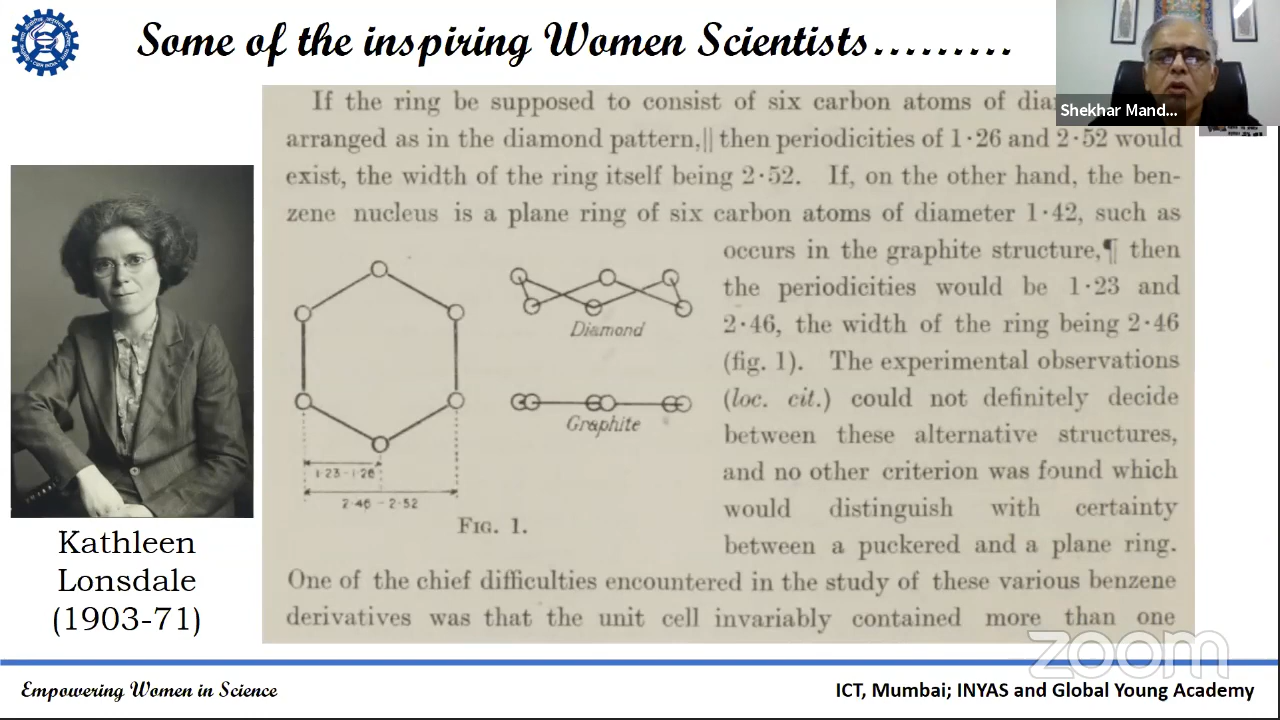 Some of the inspiring Women Scientists.........
Shekhar Mand...
If the ring be supposed to consist of six carbon atoms of
arranged as in the diamond pattern,|| then periodicities of 1·26 and 2·52 would
exist, the width of the ring itself being 2·52. If, on the other hand, the ben-
zene nucleus is a plane ring of six carbon atoms of diameter 1·42, such as
occurs in the graphite structure,¶ then
the periodicities would be 1·23 and
2·46, the width of the ring being 2·46
(fig. 1). The experimental observations
(loc. cit.) could not definitely decide
between these alternative structures,
and no other criterion was found which
would distinguish with certainty
between a puckered and a plane ring.
Diamond
Graphite
1·23 - 1·26
2·46 - 2·52
FIG. 1.
One of the chief difficulties encountered in the study of these various benzene
derivatives was that the unit cell invariably contained more than one
Kathleen
Lonsdale
(1903-71)
zoom
Empowering Women in Science
ICT, Mumbai; INYAS and Global Young Academy